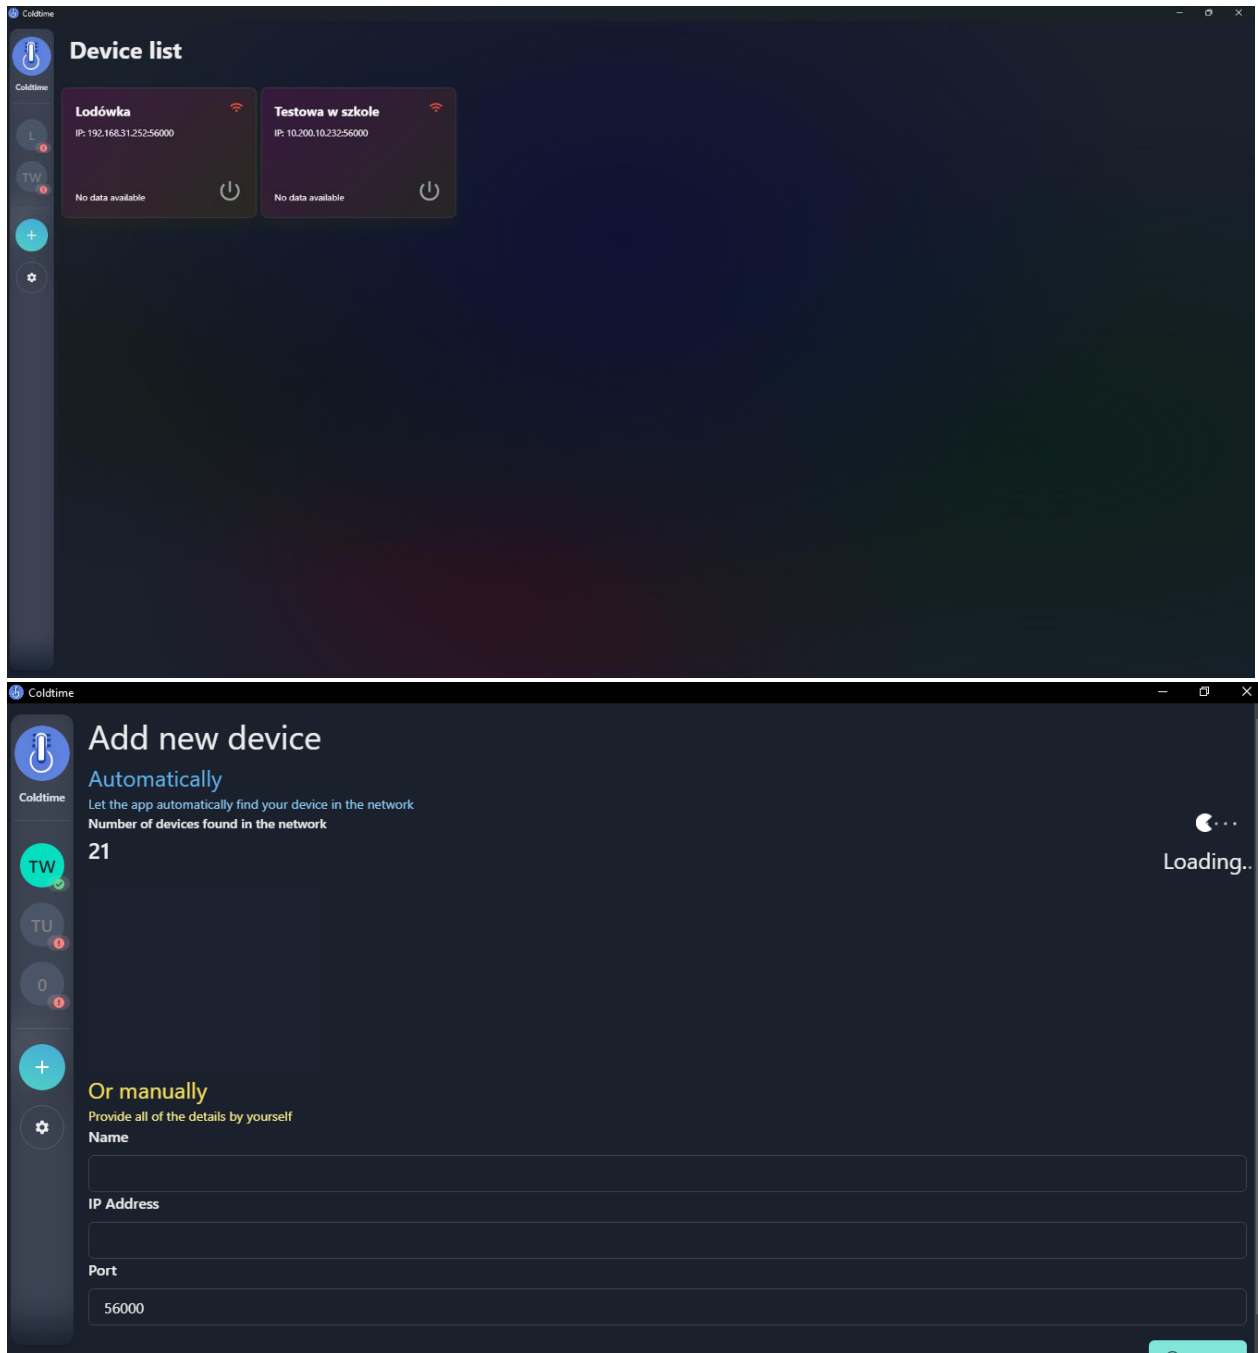 Coldtime
Coldtime
Device list
Lodówka
IP: 192.168.31.252:56000
No data available
Testowa w szkole
IP: 10.200.10.232:56000
No data available
L
TW
Coldtime
Coldtime
TW
TU
0
Add new device
Automatically
Let the app automatically find your device in the network
Number of devices found in the network
21
Loading..
Or manually
Provide all of the details by yourself
Name
IP Address
Port
56000